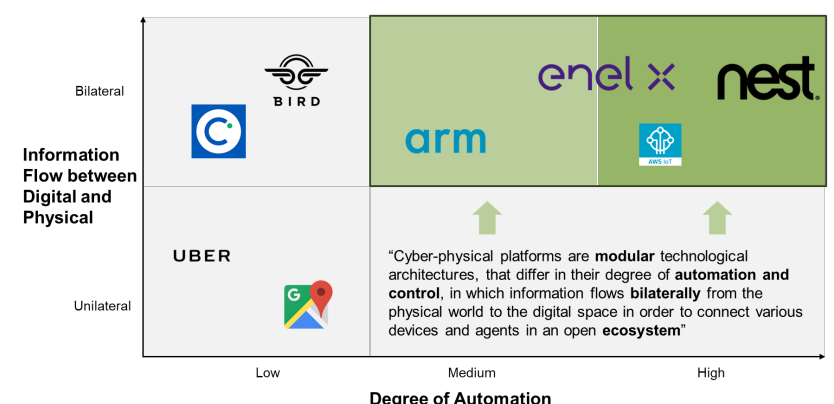 Bilateral
BIRD
enel x
nest
arm
AWS IoT
Information
Flow between
Digital and
Physical
UBER
G
Unilateral
“Cyber-physical platforms are modular technological
architectures, that differ in their degree of automation and
control, in which information flows bilaterally from the
physical world to the digital space in order to connect various
devices and agents in an open ecosystem”
Low
Medium
High
Degree of Automation